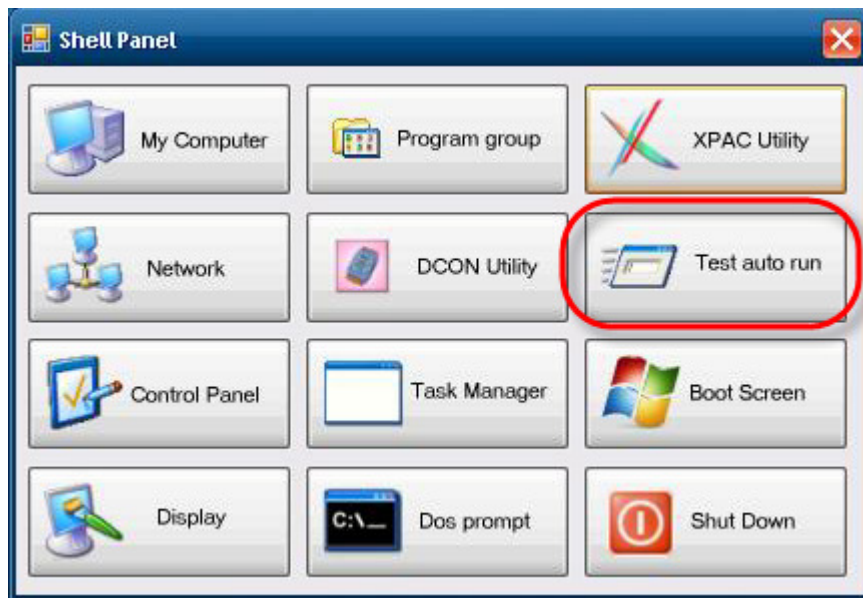 Shell Panel
My Computer
Program group
XPAC Utility
Network
DCON Utility
Test auto run
Control Panel
Task Manager
Boot Screen
Display
C:\_
Dos prompt
Shut Down